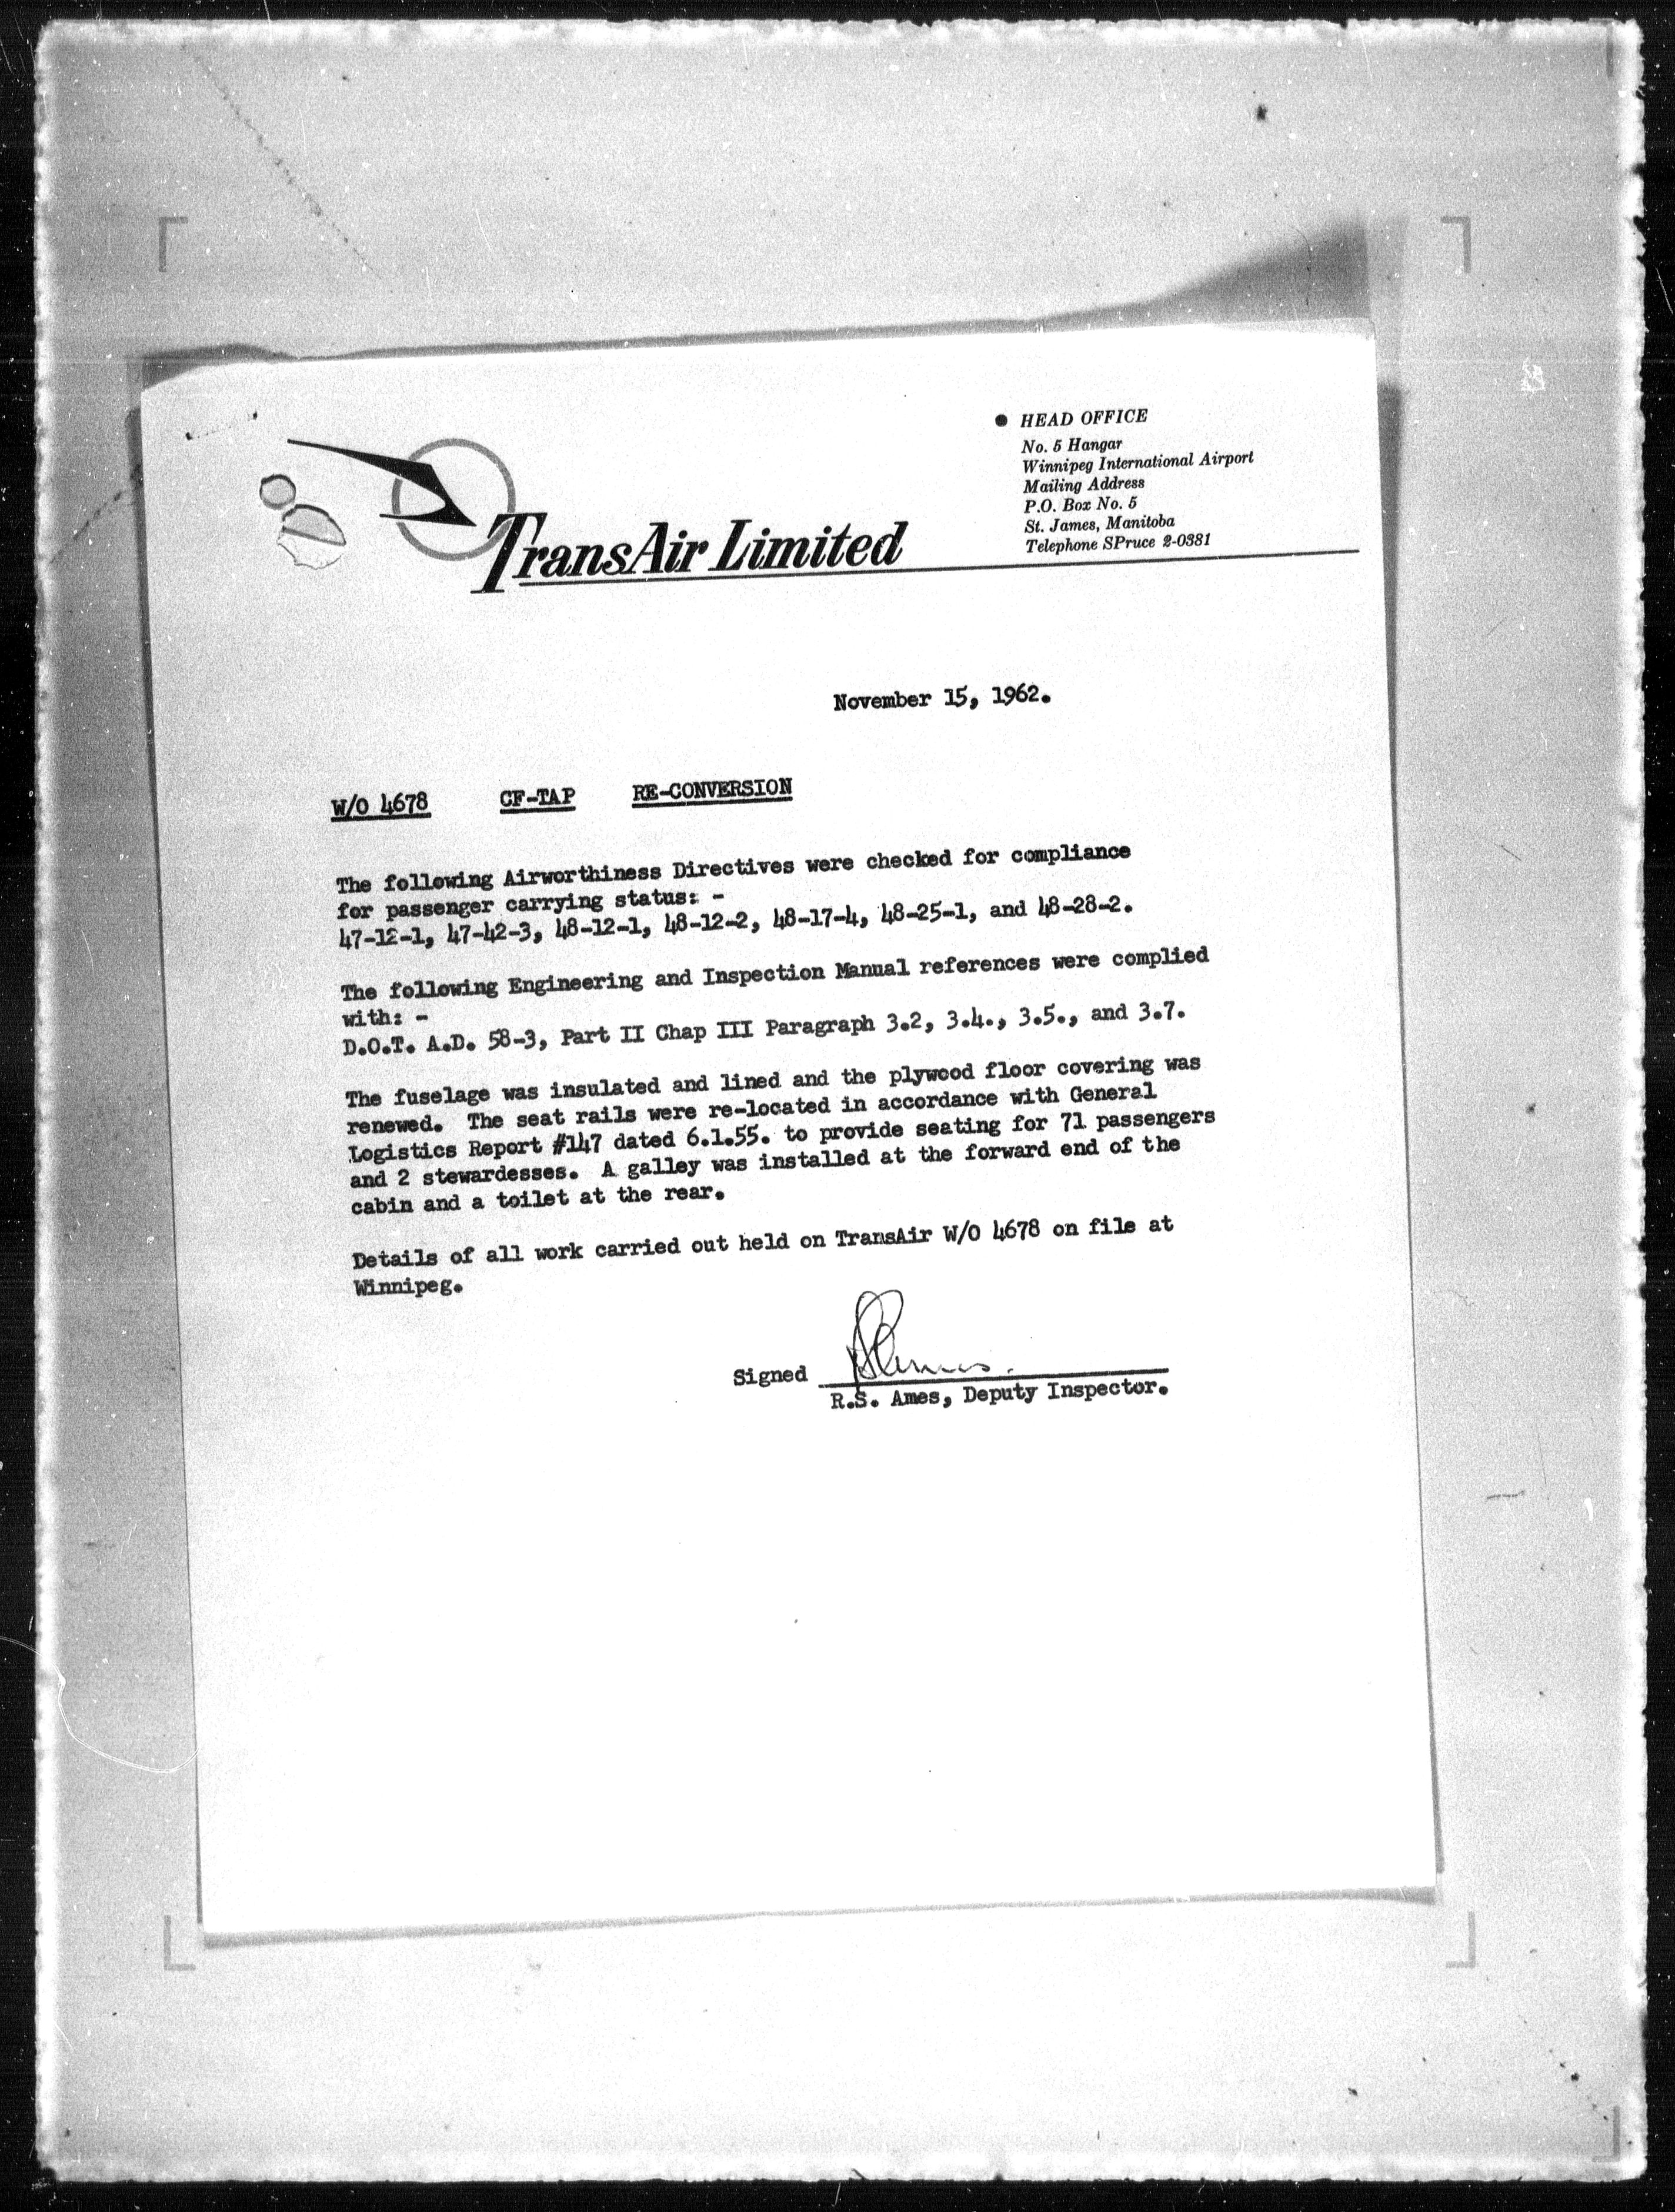 HEAD OFFICE
No. 5 Hangar
Winnipeg International Airport
Mailing Address
P.O. Box No. 5
St. James, Manitoba
Telephone SPruce 2-0381
TransAir Limited
November 15, 1962.
W/O 4678 CF-TAP RE-CONVERSION
The following Airworthiness Directives were checked for compliance
for passenger carrying status: -
47-12-1, 47-42-3, 48-12-1, 48-12-2, 48-17-4, 48-25-1, and 48-28-2.
The following Engineering and Inspection Manual references were complied
with: -
D.O.T. A.D. 58-3, Part II Chap III Paragraph 3.2, 3.4., 3.5., and 3.7.
The fuselage was insulated and lined and the plywood floor covering was
renewed. The seat rails were re-located in accordance with General
Logistics Report #147 dated 6.1.55. to provide seating for 71 passengers
and 2 stewardesses. A galley was installed at the forward end of the
cabin and a toilet at the rear.
Details of all work carried out held on TransAir W/O 4678 on file at
Winnipeg.
Signed
R.S. Ames, Deputy Inspector.